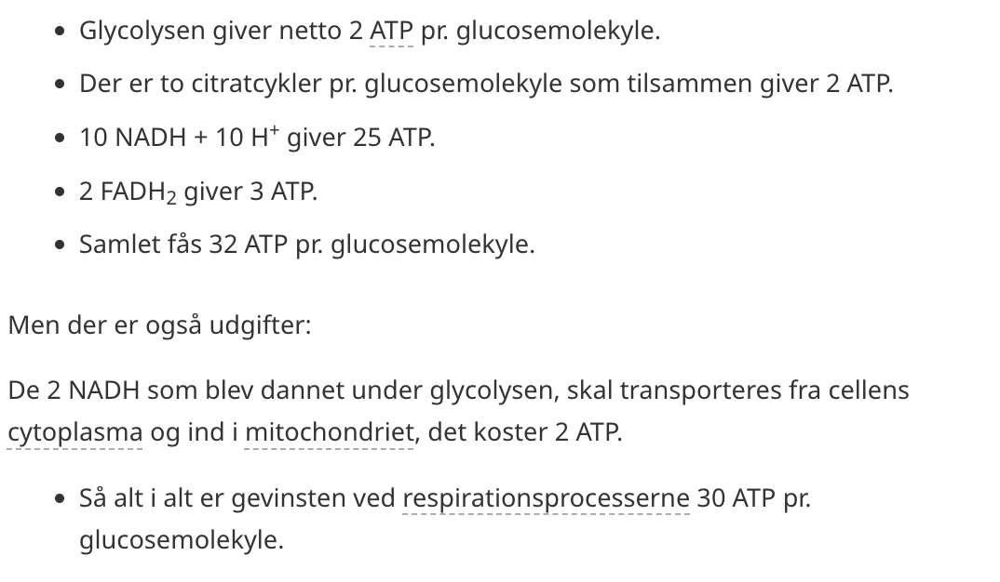 • Glycolysen giver netto 2 ATP pr. glucosemolekyle.
• Der er to citratcykler pr. glucosemolekyle som tilsammen giver 2 ATP.
• 10 NADH + 10 H⁺ giver 25 ATP.
• 2 FADH₂ giver 3 ATP.
• Samlet fås 32 ATP pr. glucosemolekyle.
Men der er også udgifter:
De 2 NADH som blev dannet under glycolysen, skal transporteres fra cellens
cytoplasma og ind i mitochondriet, det koster 2 ATP.
• Så alt i alt er gevinsten ved respirationsprocesserne 30 ATP pr.
glucosemolekyle.